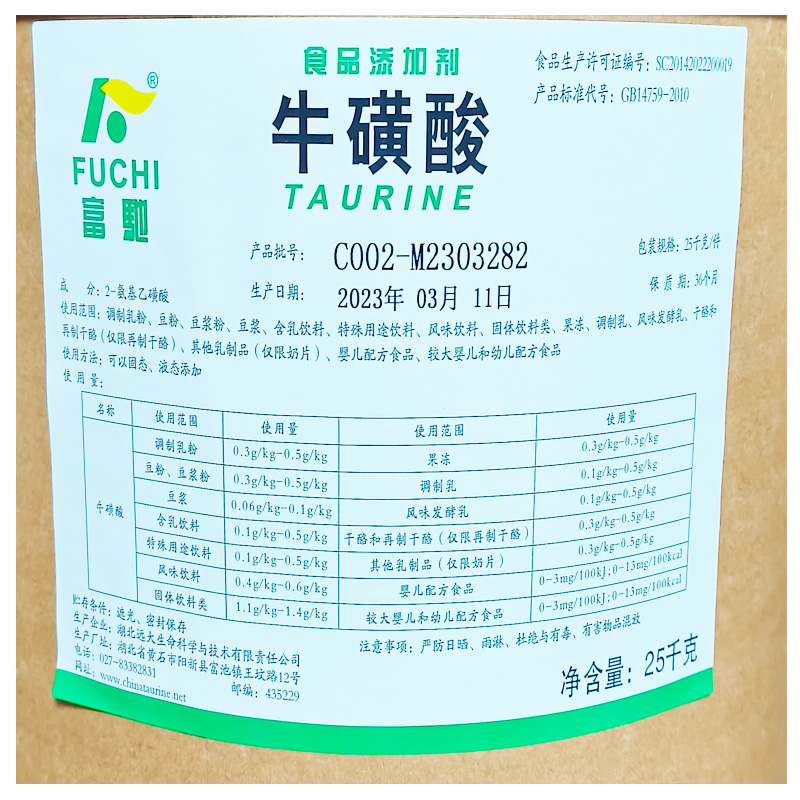 食品添加剂
牛磺酸
TAURINE
®
FUCHI
富馳
食品生产许可证编号：SC20142022200019
产品标准代号：GB14759-2010
产品批号： C002-M2303282
包装规格：25千克/件
生产日期： 2023年 03月 11日
保 质 期：36个月
成 分：2-氨基乙磺酸
使用范围：调制乳粉、豆粉、豆浆粉、豆浆、含乳饮料、特殊用途饮料、风味饮料、固体饮料类、果冻、调制乳、风味发酵乳、干酪和
再制干酪（仅限再制干酪）、其他乳制品（仅限奶片）、婴儿配方食品、较大婴儿和幼儿配方食品
使用方法：可以固态、液态添加
使 用 量：
名称 使用范围 使用量 使用范围 使用量
牛磺酸
调制乳粉 0.3g/kg-0.5g/kg 果冻 0.3g/kg-0.5g/kg
豆粉、豆浆粉 0.3g/kg-0.5g/kg 调制乳 0.1g/kg-0.5g/kg
豆浆 0.06g/kg-0.1g/kg 风味发酵乳 0.1g/kg-0.5g/kg
含乳饮料 0.1g/kg-0.5g/kg 干酪和再制干酪（仅限再制干酪） 0.3g/kg-0.5g/kg
特殊用途饮料 0.1g/kg-0.5g/kg 其他乳制品（仅限奶片） 0.3g/kg-0.5g/kg
风味饮料 0.4g/kg-0.6g/kg 婴儿配方食品 0-3mg/100kJ;0-13mg/100kcal
固体饮料类 1.1g/kg-1.4g/kg 较大婴儿和幼儿配方食品 0-3mg/100kJ;0-13mg/100kcal
贮存条件：遮光、密封保存
生产企业：湖北远大生命科学与技术有限责任公司
生产厂址：湖北省黄石市阳新县富池镇王坟路12号
电话：027-83382831 邮编：435229
网址：www.chinataurine.net
注意事项：严防日晒、雨淋、杜绝与有毒、有害物品混放
净含量：25千克